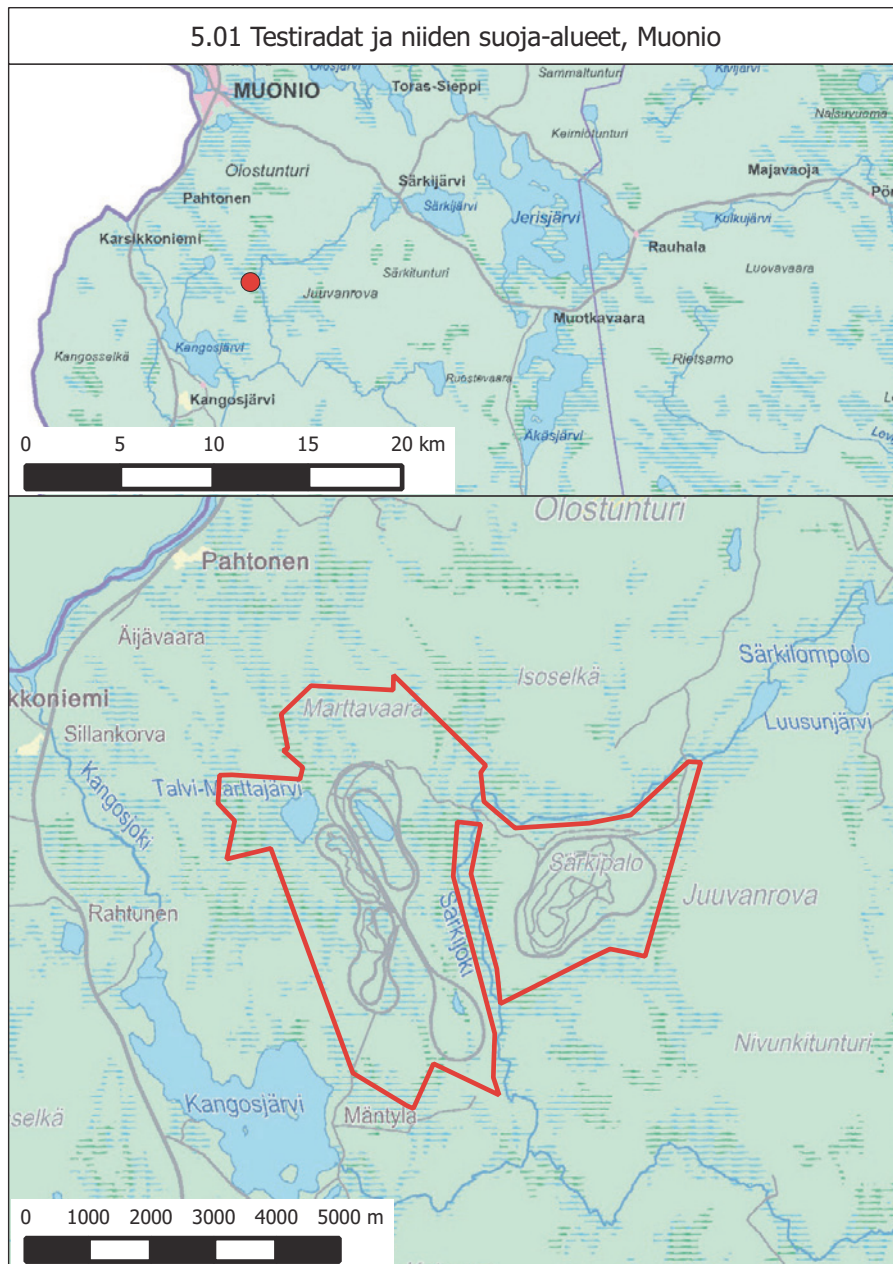 5.01 Testiradat ja niiden suoja-alueet, Muonio
MUONIO
Toras-Sieppi
Sammaltunturi
Keimiotunturi
Olostunturi
Särkijärvi
Särkijärvi
Jerisjärvi
Majavaoja
Pahtonen
Kulkujärvi
Karsikkoniemi
Rauhala
Särkitunturi
Luovavaara
Juuvanrova
Muotkavaara
Kangosjärvi
Kangosselkä
Rietsamo
Ruostevaara
Kangosjärvi
Äkäsjärvi
0 5 10 15 20 km
Olostunturi
Pahtonen
Äijävaara
Särkilompolo
Isoselkä
kkoniemi
Marttavaara
Luusunjärvi
Sillankorva
Talvi-Marttajärvi
Kangosjoki
Särkipalo
Juuvanrova
Rahtunen
Särkijoki
Nivunkitunturi
Kangosjärvi
Mäntylä
selkä
0 1000 2000 3000 4000 5000 m